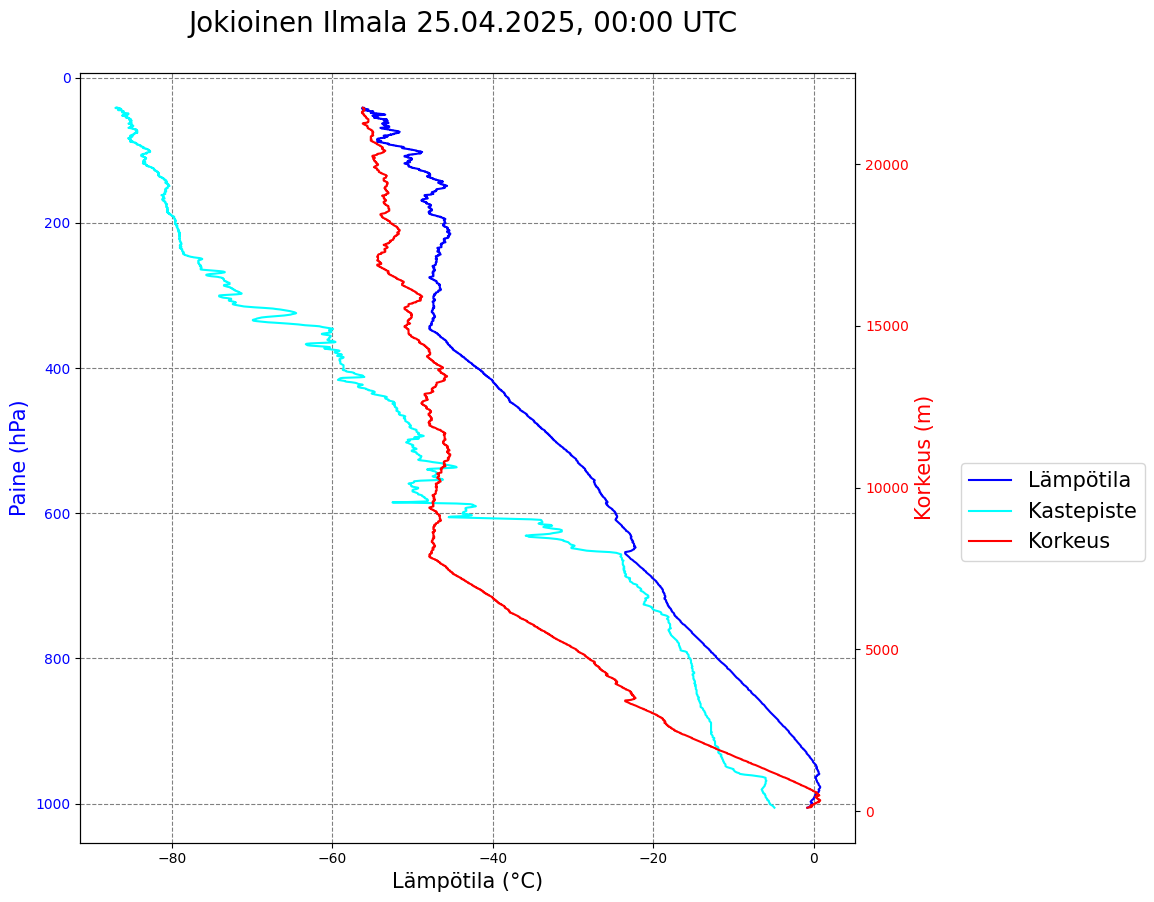 Jokioinen Ilmala 25.04.2025, 00:00 UTC
0
200
400
600
800
1000
Paine (hPa)
−80
−60
−40
−20
0
Lämpötila (°C)
20000
15000
10000
5000
0
Korkeus (m)
Lämpötila
Kastepiste
Korkeus